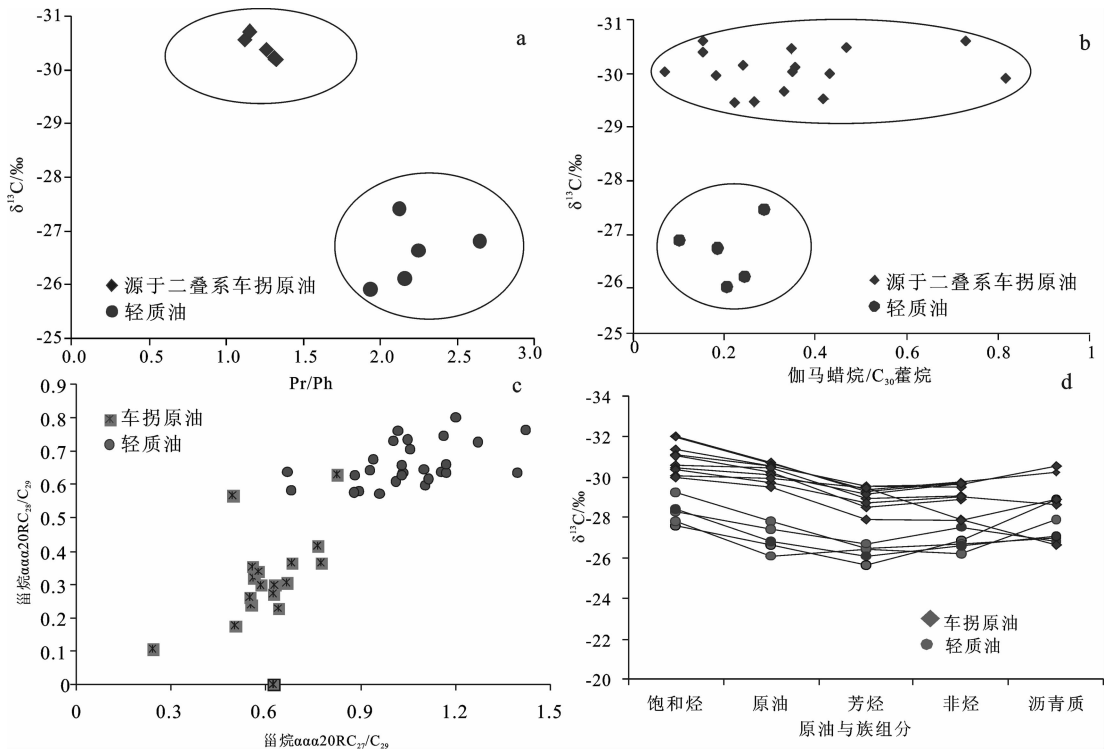 a
-31
-30
-29
-28
-27
-26
-25
δ¹³C/‰
◆ 源于二叠系车拐原油
● 轻质油
0.0 0.5 1.0 1.5 2.0 2.5 3.0
Pr/Ph
b
-31
-30
-29
-28
-27
-26
-25
δ¹³C/‰
◆ 源于二叠系车拐原油
● 轻质油
0 0.2 0.4 0.6 0.8 1
伽马蜡烷/C₃₀藿烷
c
0.9
0.8
0.7
0.6
0.5
0.4
0.3
0.2
0.1
0
甾烷ααα20RC₂₈/C₂₉
车拐原油
轻质油
0 0.3 0.6 0.9 1.2 1.5
甾烷ααα20RC₂₇/C₂₉
d
-34
-32
-30
-28
-26
-24
-22
-20
δ¹³C/‰
车拐原油
轻质油
饱和烃 原油 芳烃 非烃 沥青质
原油与族组分